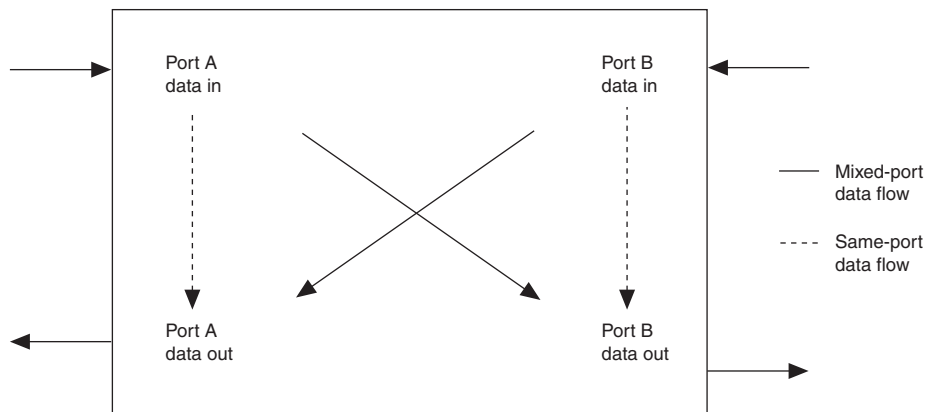 Port A
data in
Port B
data in
Mixed-port
data flow
Same-port
data flow
Port A
data out
Port B
data out